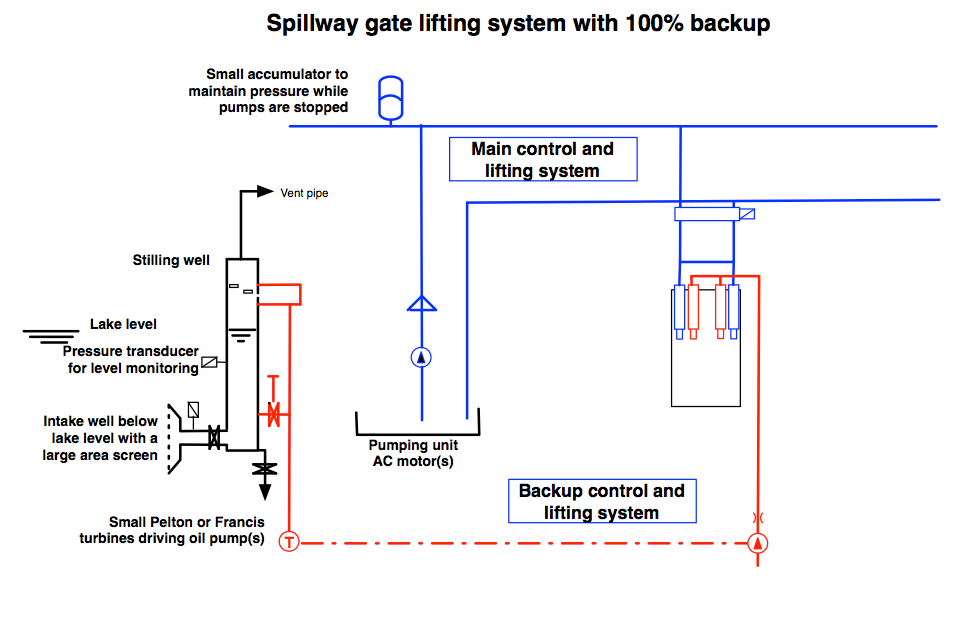 Spillway gate lifting system with 100% backup
Small accumulator to
maintain pressure while
pumps are stopped
Main control and
lifting system
Vent pipe
Stilling well
Lake level
Pressure transducer
for level monitoring
Intake well below
lake level with a
large area screen
Pumping unit
AC motor(s)
Backup control and
lifting system
Small Pelton or Francis
turbines driving oil pump(s)
T